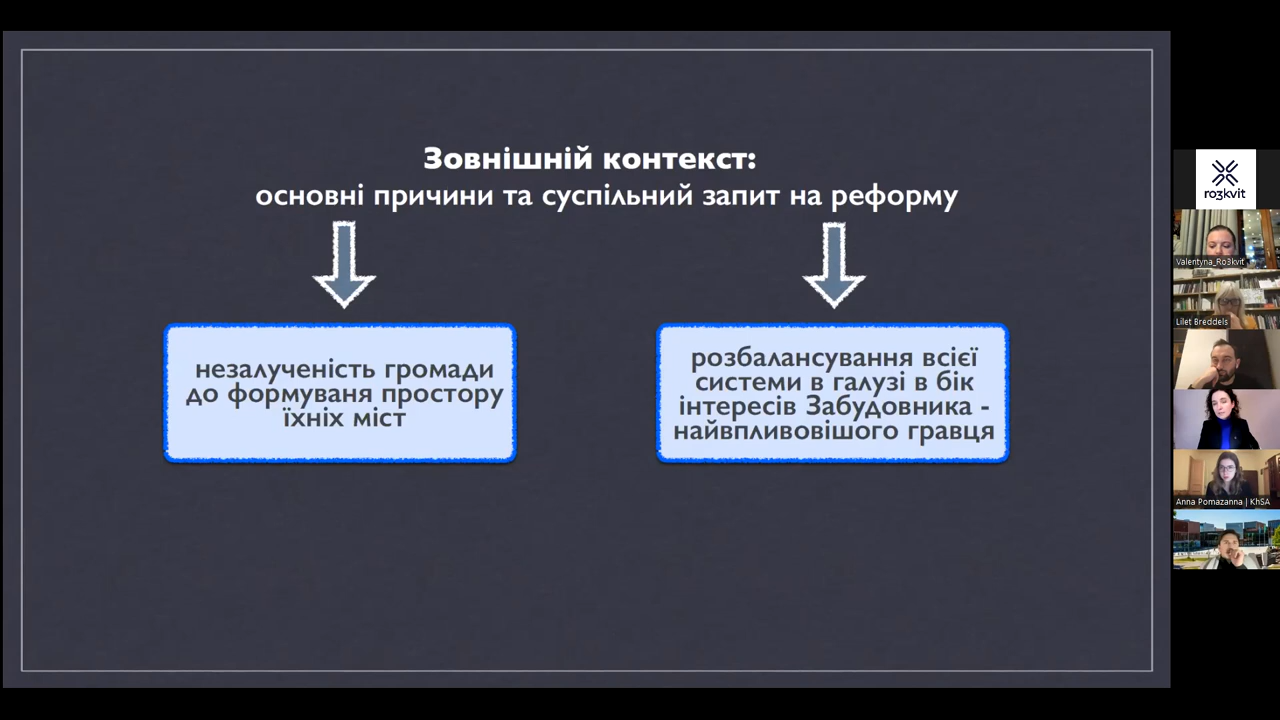 Зовнішній контекст:
основні причини та суспільний запит на реформу
незалученість громади
до формуваня простору
їхніх міст
розбалансування всієї
системи в галузі в бік
інтересів Забудовника -
найвпливовішого гравця
ro3kvit
Valentyna_Ro3kvit
Lilet Breddels
Anna Pomazanna | KhSA